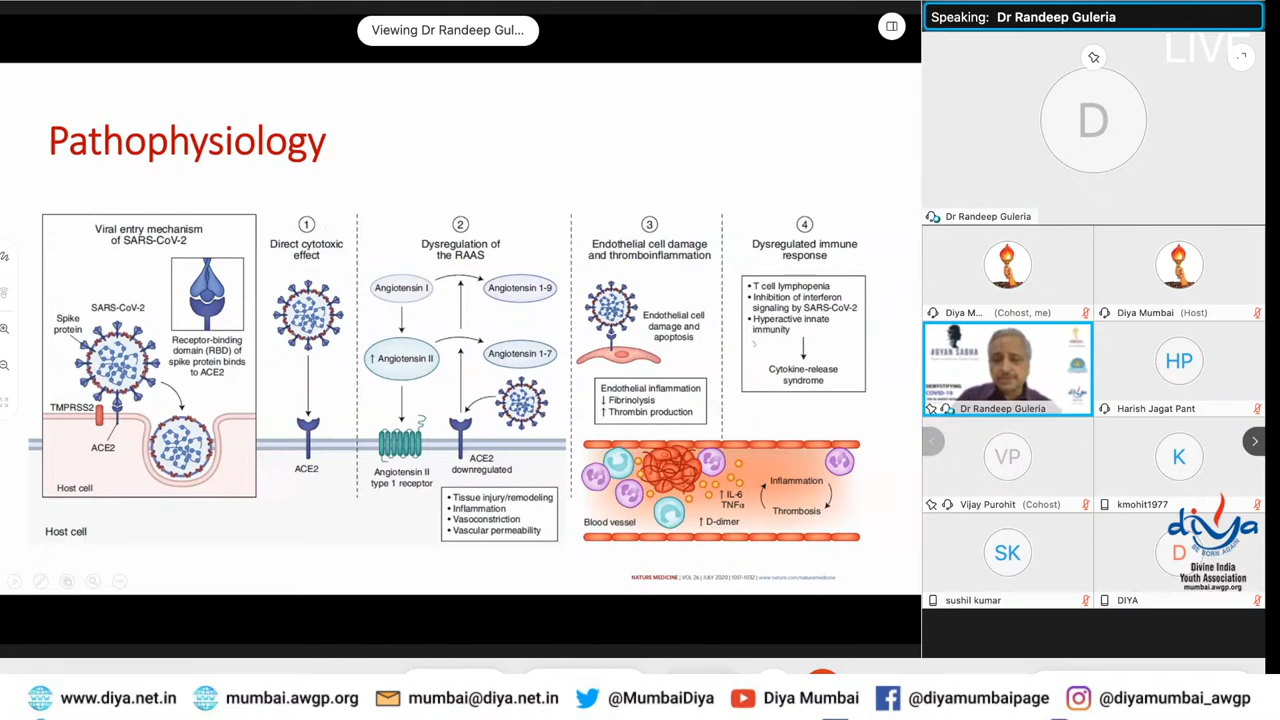 Viewing Dr Randeep Gul...
Speaking: Dr Randeep Guleria
LIVE
Pathophysiology
Viral entry mechanism
of SARS-CoV-2
SARS-CoV-2
Spike
protein
Receptor-binding
domain (RBD) of
spike protein binds
to ACE2
TMPRSS2
ACE2
Host cell
Host cell
1
Direct cytotoxic
effect
ACE2
2
Dysregulation of
the RAAS
Angiotensin I
Angiotensin 1-9
↑ Angiotensin II
Angiotensin 1-7
Angiotensin II
type 1 receptor
ACE2
downregulated
• Tissue injury/remodeling
• Inflammation
• Vasoconstriction
• Vascular permeability
3
Endothelial cell damage
and thromboinflammation
Endothelial cell
damage and
apoptosis
Endothelial inflammation
↓ Fibrinolysis
↑ Thrombin production
4
Dysregulated immune
response
• T cell lymphopenia
• Inhibition of interferon
signaling by SARS-CoV-2
• Hyperactive innate
immunity
Cytokine-release
syndrome
Blood vessel
↑ IL-6
TNFα
↑ D-dimer
Inflammation
Thrombosis
NATURE MEDICINE | VOL 26 | JULY 2020 | 1017-1032 | www.nature.com/naturemedicine
D
Dr Randeep Guleria
Diya M... (Cohost, me)
Diya Mumbai (Host)
#GYAN SABHA
DEMYSTIFYING
COVID-19
Dr Randeep Guleria
HP
Harish Jagat Pant
VP
Vijay Purohit (Cohost)
K
kmohit1977
SK
sushil kumar
D
DIYA
diya
BE BORN AGAIN
Divine India
Youth Association
mumbai.awgp.org
www.diya.net.in
mumbai.awgp.org
mumbai@diya.net.in
@MumbaiDiya
Diya Mumbai
@diyamumbaipage
@diyamumbai_awgp